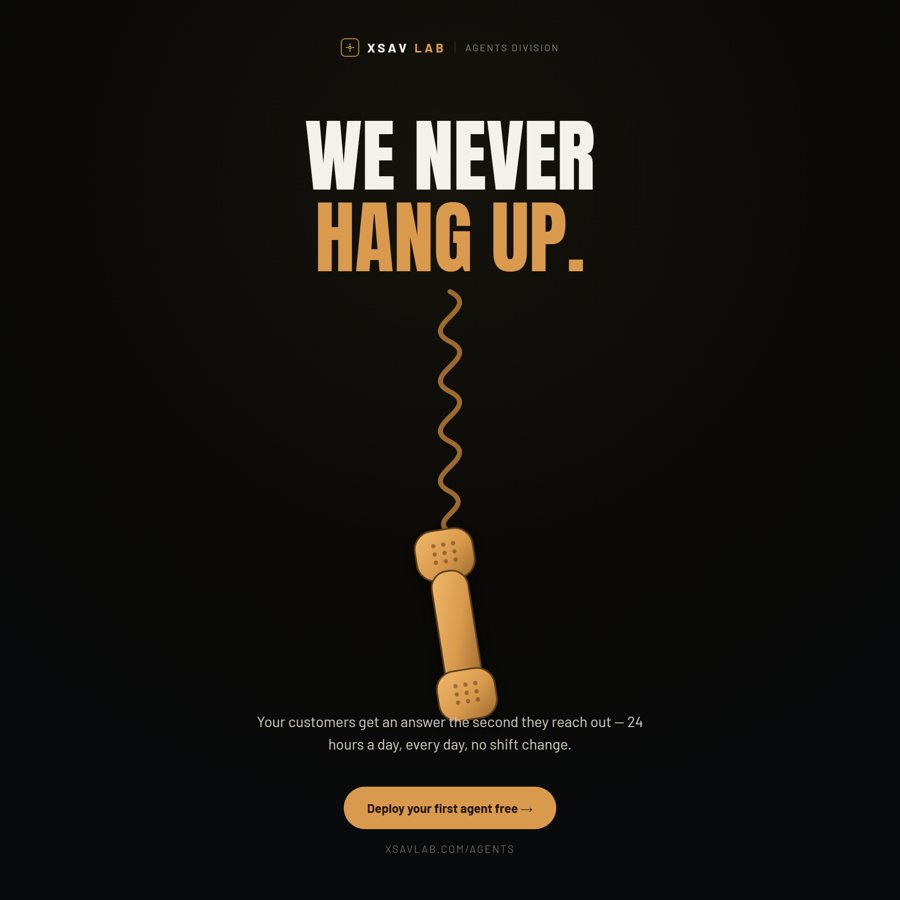 XSAV LAB | AGENTS DIVISION
WE NEVER
HANG UP.
Your customers get an answer the second they reach out — 24
hours a day, every day, no shift change.
Deploy your first agent free →
XSAVLAB.COM/AGENTS